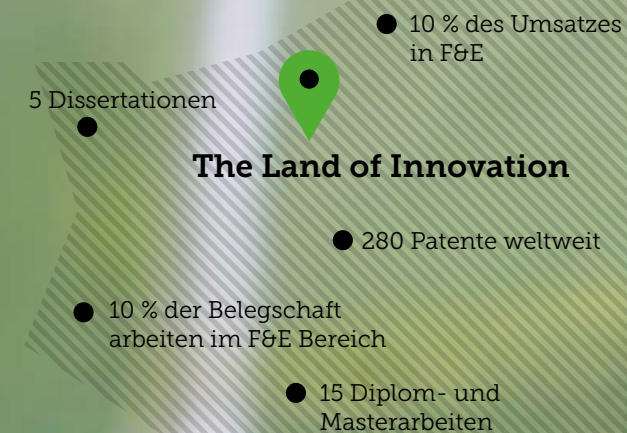 10 % des Umsatzes
in F&E
5 Dissertationen
The Land of Innovation
280 Patente weltweit
10 % der Belegschaft
arbeiten im F&E Bereich
15 Diplom- und
Masterarbeiten